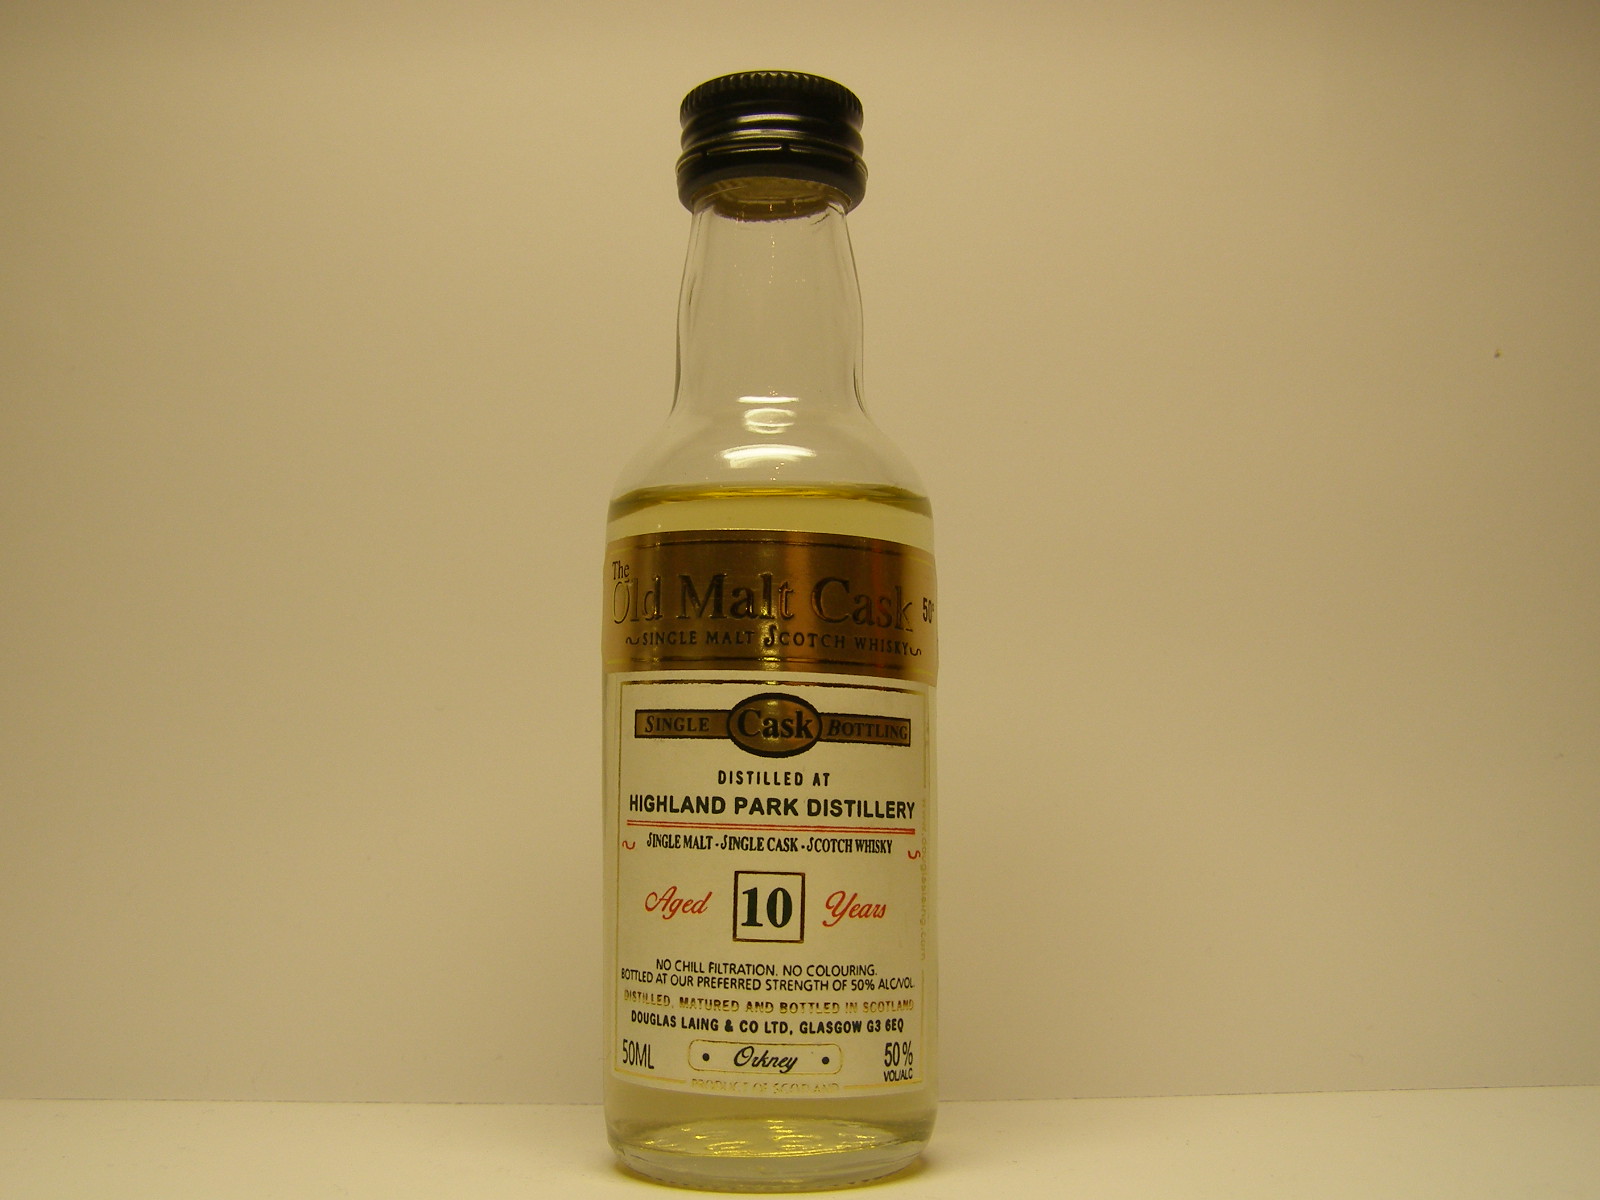 The
Old Malt Cask 50°
SINGLE MALT SCOTCH WHISKY
SINGLE Cask BOTTLING
DISTILLED AT
HIGHLAND PARK DISTILLERY
SINGLE MALT - SINGLE CASK - SCOTCH WHISKY
Aged 10 Years
NO CHILL FILTRATION. NO COLOURING.
BOTTLED AT OUR PREFERRED STRENGTH OF 50% ALC/VOL.
DISTILLED, MATURED AND BOTTLED IN SCOTLAND
DOUGLAS LAING & CO LTD, GLASGOW G3 6EQ
50ML • Orkney • 50%
VOL/ALC
PRODUCT OF SCOTLAND